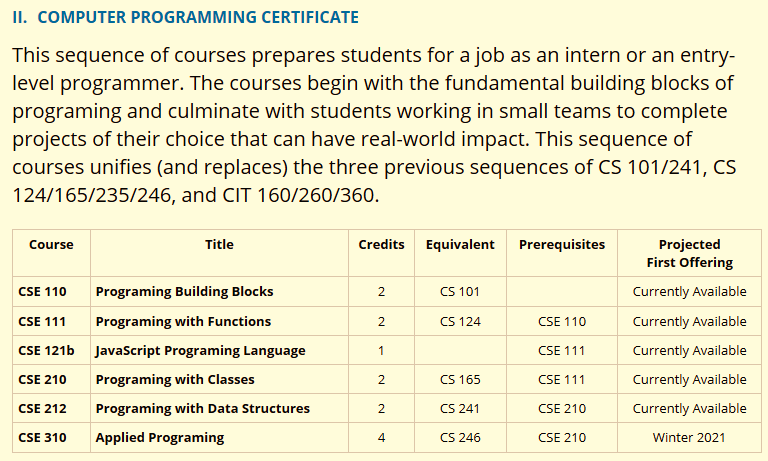 II. COMPUTER PROGRAMMING CERTIFICATE
This sequence of courses prepares students for a job as an intern or an entry-
level programmer. The courses begin with the fundamental building blocks of
programing and culminate with students working in small teams to complete
projects of their choice that can have real-world impact. This sequence of
courses unifies (and replaces) the three previous sequences of CS 101/241, CS
124/165/235/246, and CIT 160/260/360.
Course Title Credits Equivalent Prerequisites Projected
First Offering
CSE 110 Programing Building Blocks 2 CS 101 Currently Available
CSE 111 Programing with Functions 2 CS 124 CSE 110 Currently Available
CSE 121b JavaScript Programing Language 1 CSE 111 Currently Available
CSE 210 Programing with Classes 2 CS 165 CSE 111 Currently Available
CSE 212 Programing with Data Structures 2 CS 241 CSE 210 Currently Available
CSE 310 Applied Programing 4 CS 246 CSE 210 Winter 2021